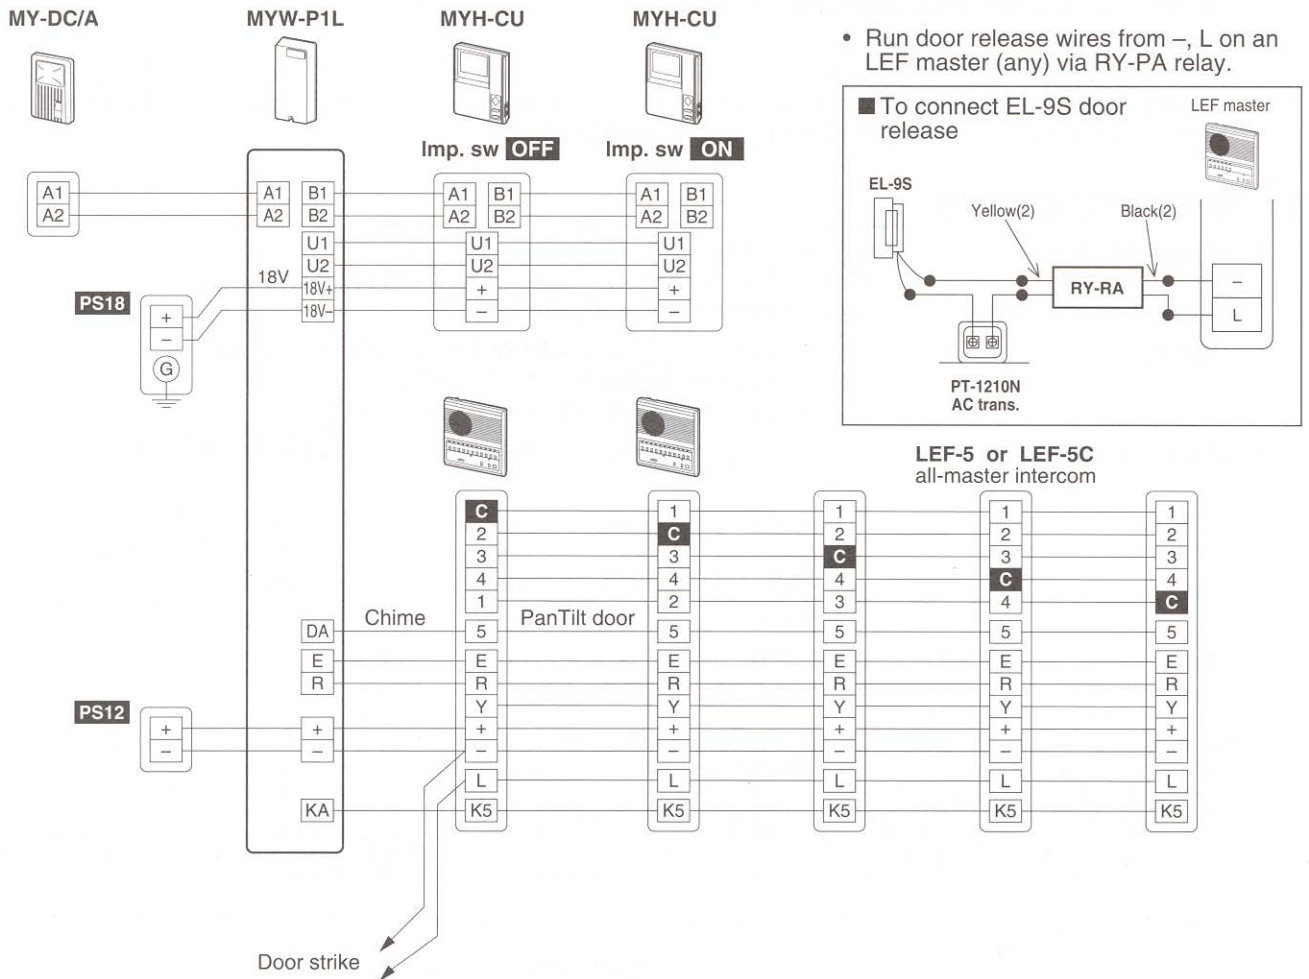 MY-DC/A
MYW-P1L
MYH-CU
MYH-CU
• Run door release wires from –, L on an
LEF master (any) via RY-PA relay.
Imp. sw OFF
Imp. sw ON
■ To connect EL-9S door
release
LEF master
EL-9S
Yellow(2)
Black(2)
RY-RA
–
L
PT-1210N
AC trans.
A1
A2
A1 B1
A2 B2
U1
U2
18V
18V+
18V–
A1 B1
A2 B2
U1
U2
+
–
A1 B1
A2 B2
U1
U2
+
–
PS18
+
–
G
LEF-5 or LEF-5C
all-master intercom
C 1 1 1 1
2 C 2 2 2
3 3 C 3 3
4 4 4 C 4
1 2 3 4 C
DA Chime 5 PanTilt door 5 5 5 5
E E E E E E
R R R R R R
Y Y Y Y Y
PS12
+ + + + + + +
– – – – – – –
L L L L L
KA K5 K5 K5 K5 K5
Door strike